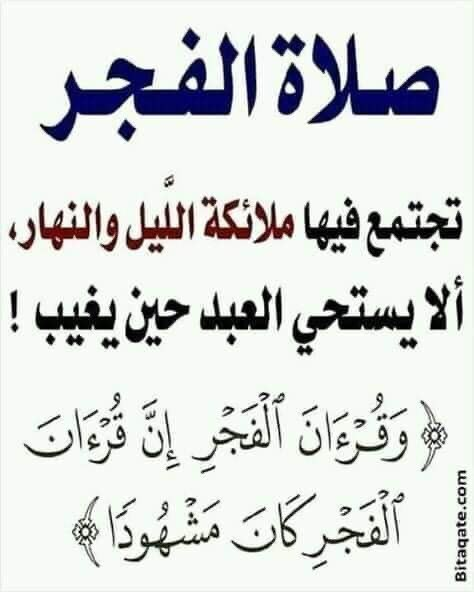 صلاة الفجر
تجتمع فيها ملائكة اللَّيل والنهار،
ألا يستحي العبد حين يغيب !
﴿ وَقُرْءَانَ ٱلْفَجْرِ إِنَّ قُرْءَانَ
ٱلْفَجْرِ كَانَ مَشْهُودًا ﴾
Bitaqate.com